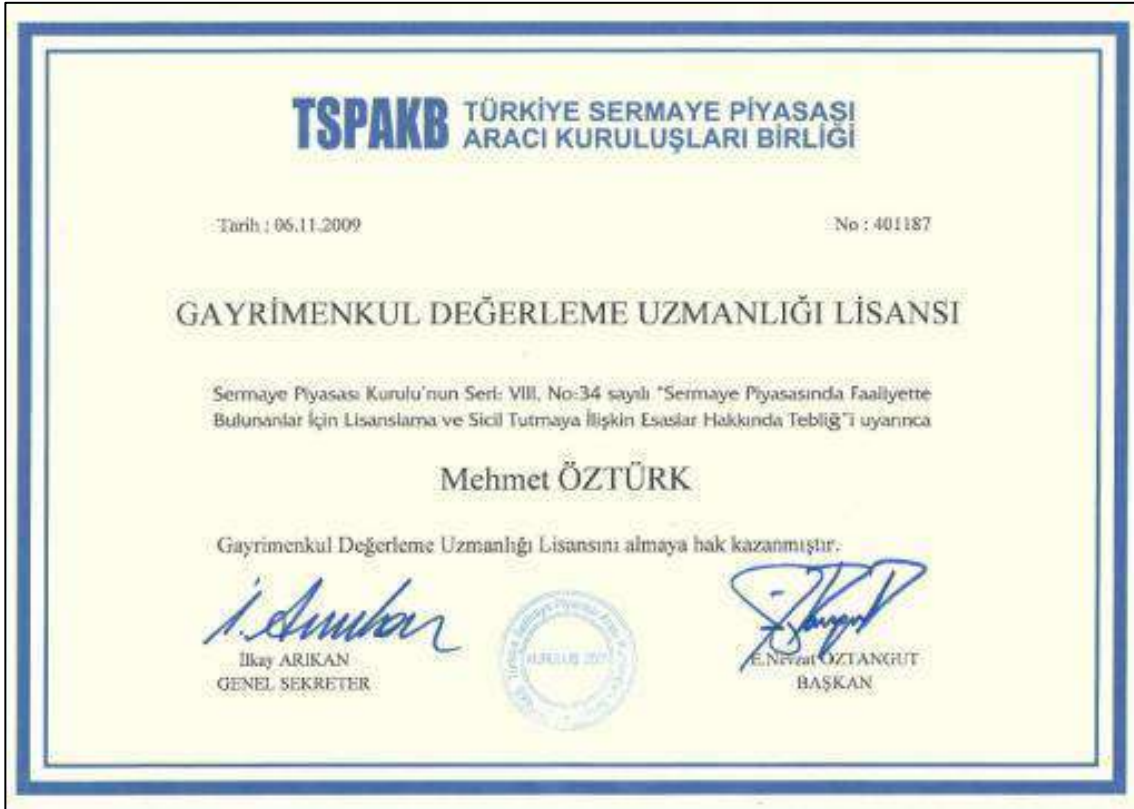 TSPAKB TÜRKİYE SERMAYE PİYASASI
ARACI KURULUŞLARI BİRLİĞİ
Tarih : 06.11.2009 No : 401187
GAYRİMENKUL DEĞERLEME UZMANLIĞI LİSANSI
Sermaye Piyasası Kurulu'nun Seri: VIII, No:34 sayılı "Sermaye Piyasasında Faaliyette
Bulunanlar İçin Lisanslama ve Sicil Tutmaya İlişkin Esaslar Hakkında Tebliğ"i uyarınca
Mehmet ÖZTÜRK
Gayrimenkul Değerleme Uzmanlığı Lisansını almaya hak kazanmıştır.
İlkay ARIKAN E.Nevzat ÖZTANGUT
GENEL SEKRETER BAŞKAN